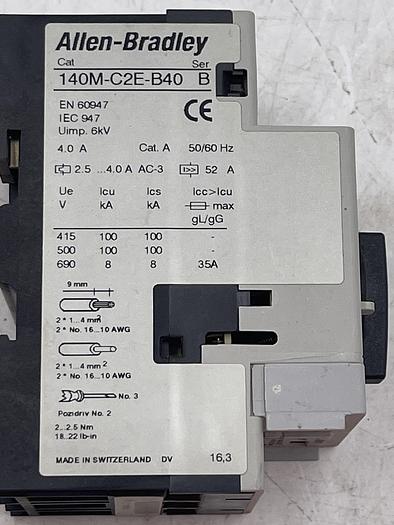 Allen-Bradley
Cat Ser
140M-C2E-B40 B
EN 60947
IEC 947
Uimp. 6kV
CE
4.0 A Cat. A 50/60 Hz
2.5 ...4.0 A AC-3 I>> 52 A
Ue Icu Ics Icc>Icu
V kA kA max
gL/gG
415 100 100 -
500 100 100 -
690 8 8 35A
9 mm
2 * 1...4 mm2
2 * No. 16...10 AWG
2 * 1...4 mm2
2 * No. 16...10 AWG
No. 3
Pozidriv No. 2
2...2.5 Nm
18...22 lb-in
MADE IN SWITZERLAND DV 16,3